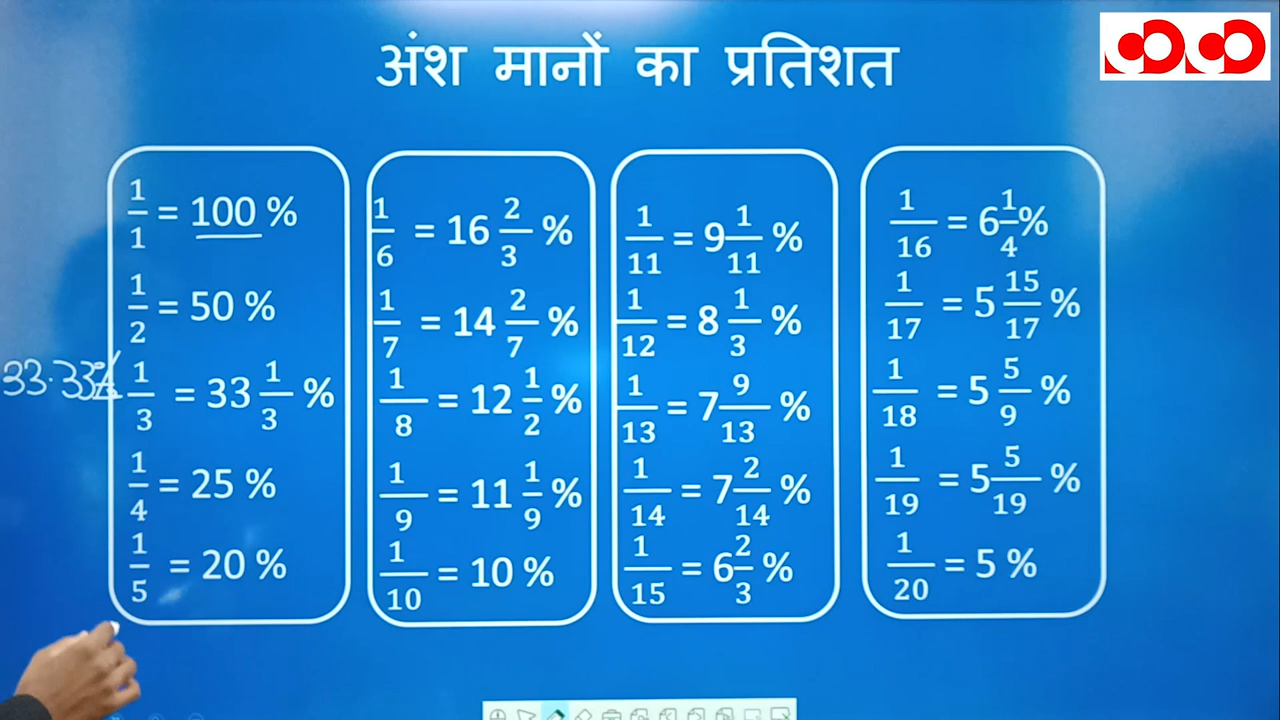 अंश मानों का प्रतिशत
1/1 = 100 %
1/2 = 50 %
33.33% 1/3 = 33 1/3 %
1/4 = 25 %
1/5 = 20 %
1/6 = 16 2/3 %
1/7 = 14 2/7 %
1/8 = 12 1/2 %
1/9 = 11 1/9 %
1/10 = 10 %
1/11 = 9 1/11 %
1/12 = 8 1/3 %
1/13 = 7 9/13 %
1/14 = 7 2/14 %
1/15 = 6 2/3 %
1/16 = 6 1/4 %
1/17 = 5 15/17 %
1/18 = 5 5/9 %
1/19 = 5 5/19 %
1/20 = 5 %